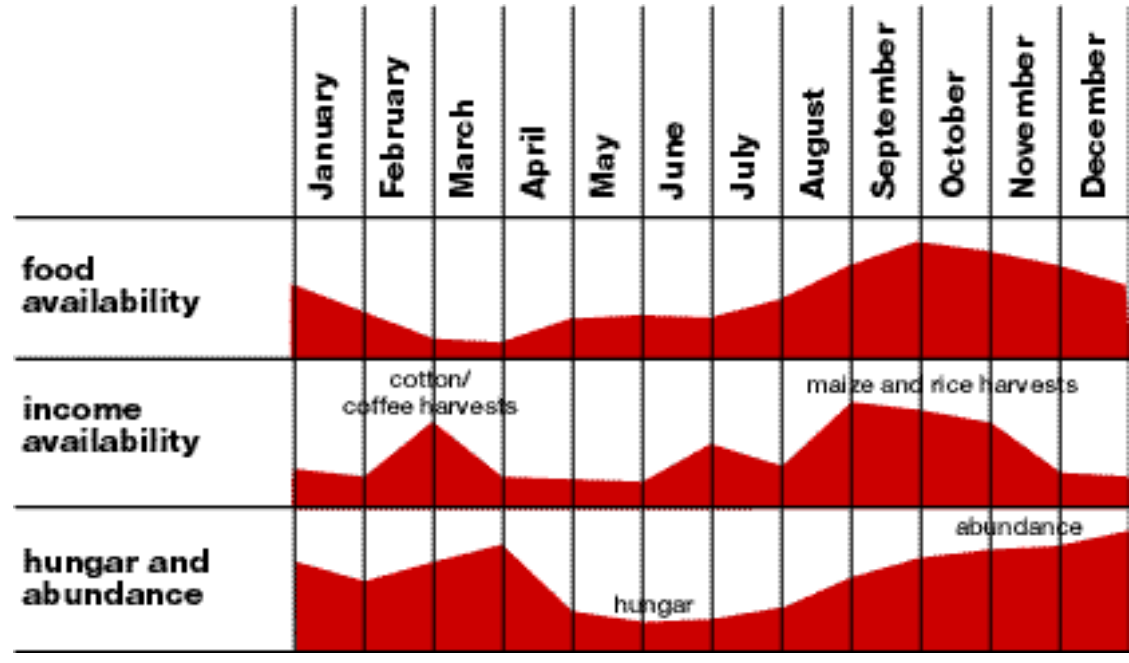 January
February
March
April
May
June
July
August
September
October
November
December
food
availability
cotton/
coffee harvests
maize and rice harvests
income
availability
abundance
hungar and
abundance
hungar